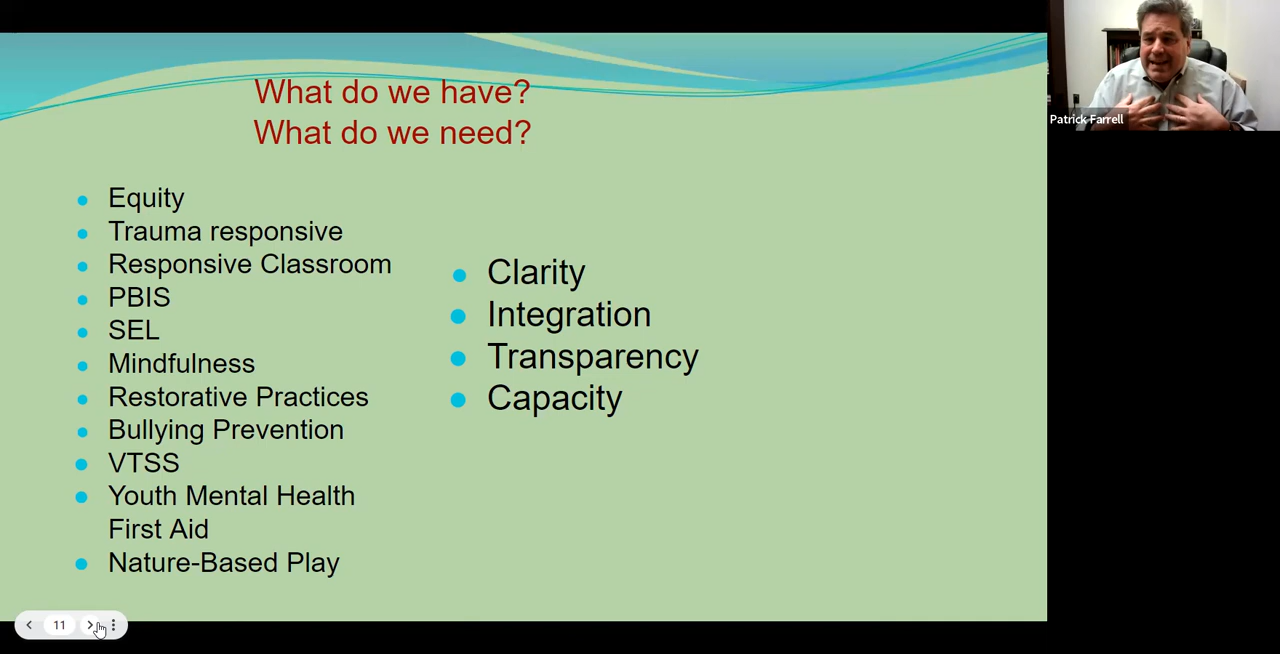 What do we have?
What do we need?
Equity
Trauma responsive
Responsive Classroom
PBIS
SEL
Mindfulness
Restorative Practices
Bullying Prevention
VTSS
Youth Mental Health
First Aid
Nature-Based Play
Clarity
Integration
Transparency
Capacity
Patrick Farrell
11